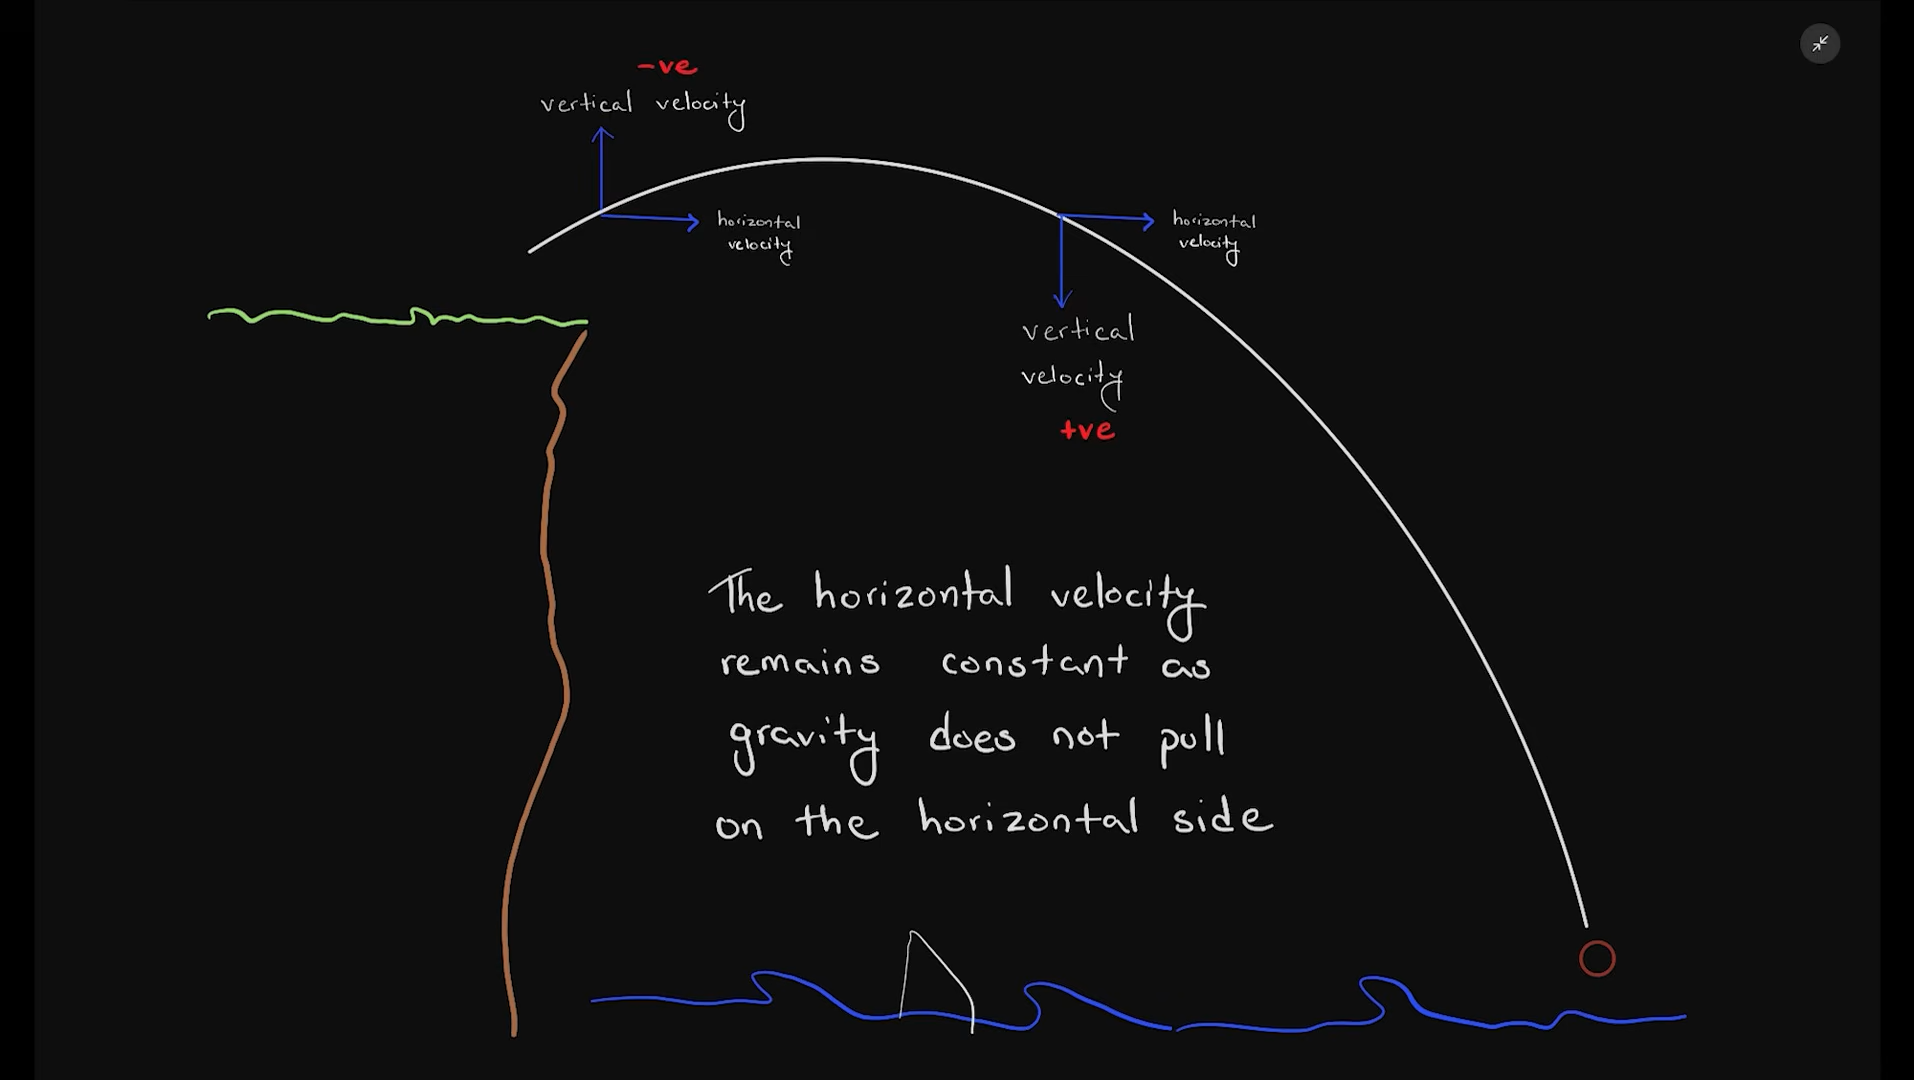 -ve
vertical velocity
horizontal
velocity
horizontal
velocity
vertical
velocity
+ve
The horizontal velocity
remains constant as
gravity does not pull
on the horizontal side